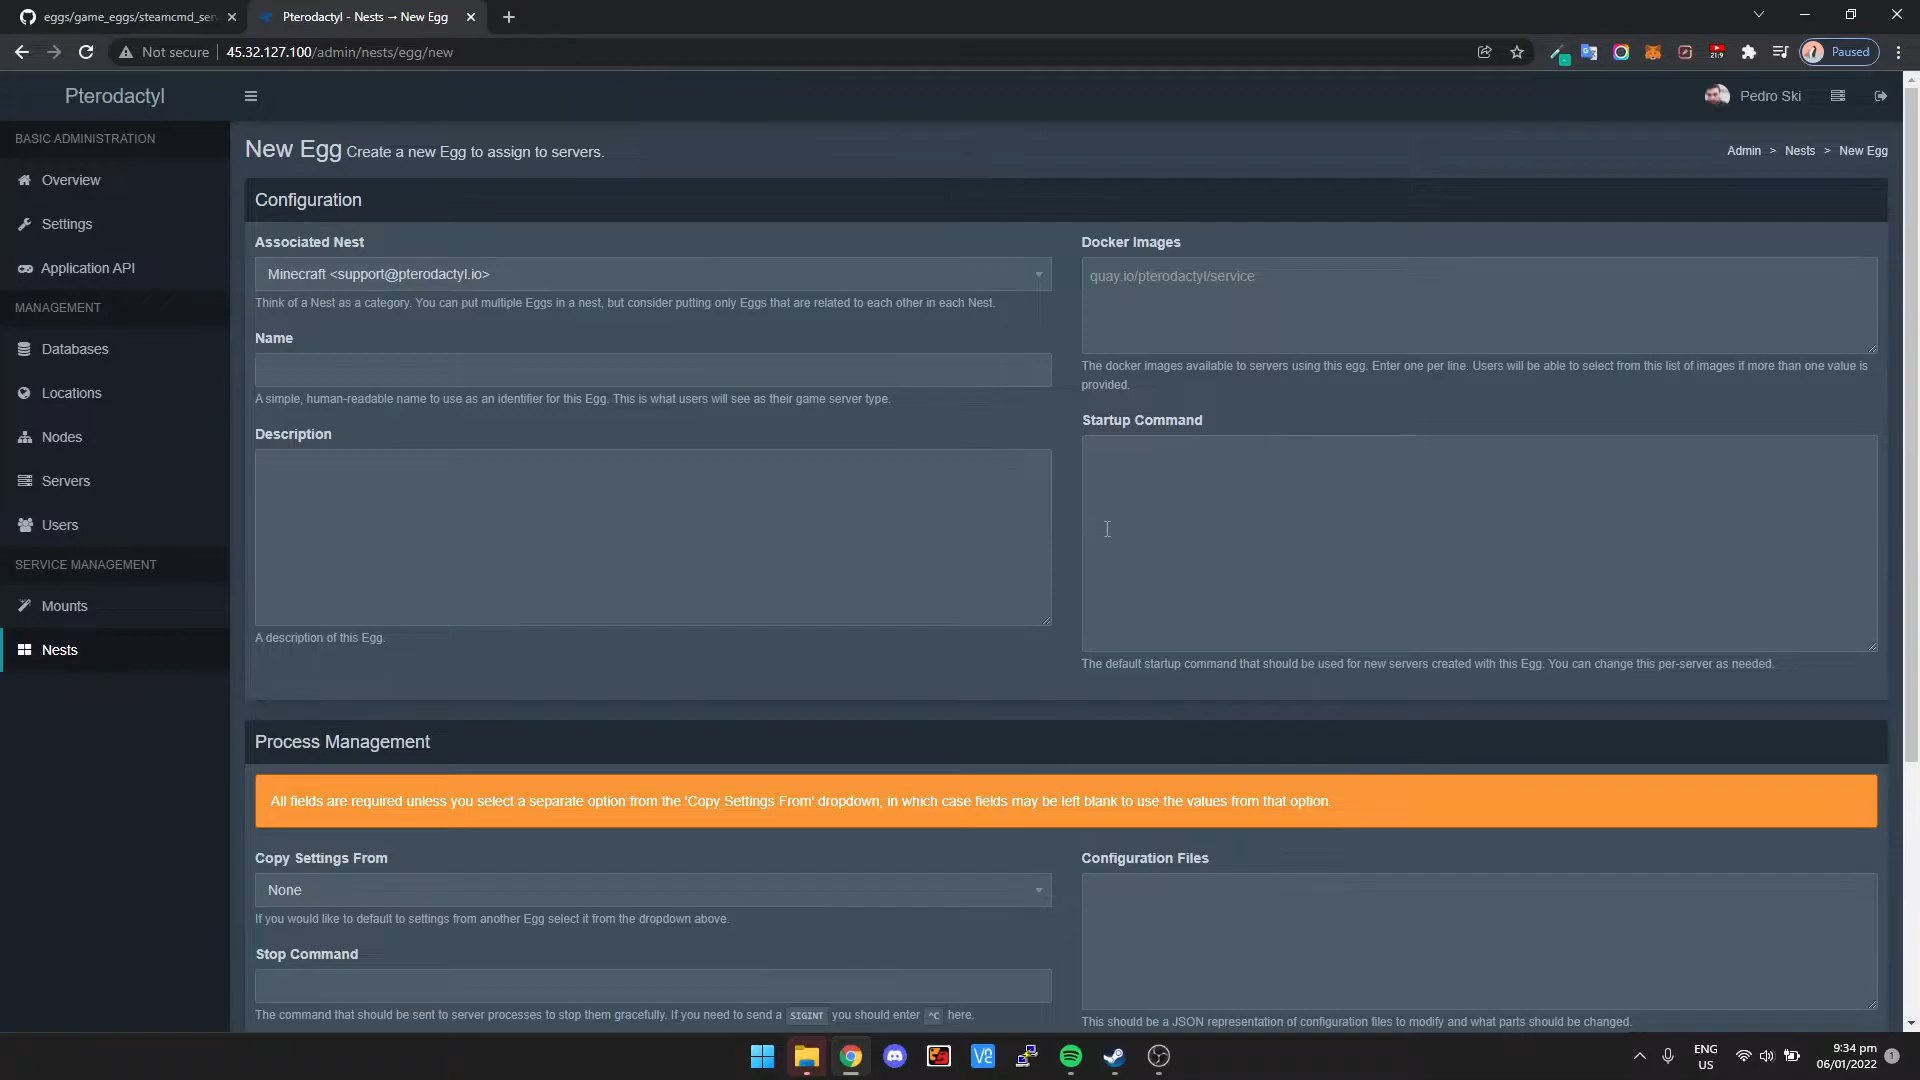 eggs/game_eggs/steamcmd_ser
Pterodactyl - Nests → New Egg
Not secure
45.32.127.100/admin/nests/egg/new
21:9
Paused
Pterodactyl
Pedro Ski
BASIC ADMINISTRATION
Overview
Settings
Application API
MANAGEMENT
Databases
Locations
Nodes
Servers
Users
SERVICE MANAGEMENT
Mounts
Nests
New Egg Create a new Egg to assign to servers.
Admin > Nests > New Egg
Configuration
Associated Nest
Minecraft <support@pterodactyl.io>
Think of a Nest as a category. You can put multiple Eggs in a nest, but consider putting only Eggs that are related to each other in each Nest.
Name
A simple, human-readable name to use as an identifier for this Egg. This is what users will see as their game server type.
Description
A description of this Egg.
Docker Images
quay.io/pterodactyl/service
The docker images available to servers using this egg. Enter one per line. Users will be able to select from this list of images if more than one value is
provided.
Startup Command
The default startup command that should be used for new servers created with this Egg. You can change this per-server as needed.
Process Management
All fields are required unless you select a separate option from the 'Copy Settings From' dropdown, in which case fields may be left blank to use the values from that option.
Copy Settings From
None
If you would like to default to settings from another Egg select it from the dropdown above.
Stop Command
The command that should be sent to server processes to stop them gracefully. If you need to send a SIGINT you should enter ^C here.
Configuration Files
This should be a JSON representation of configuration files to modify and what parts should be changed.
ENG
US
9:34 pm
06/01/2022
1